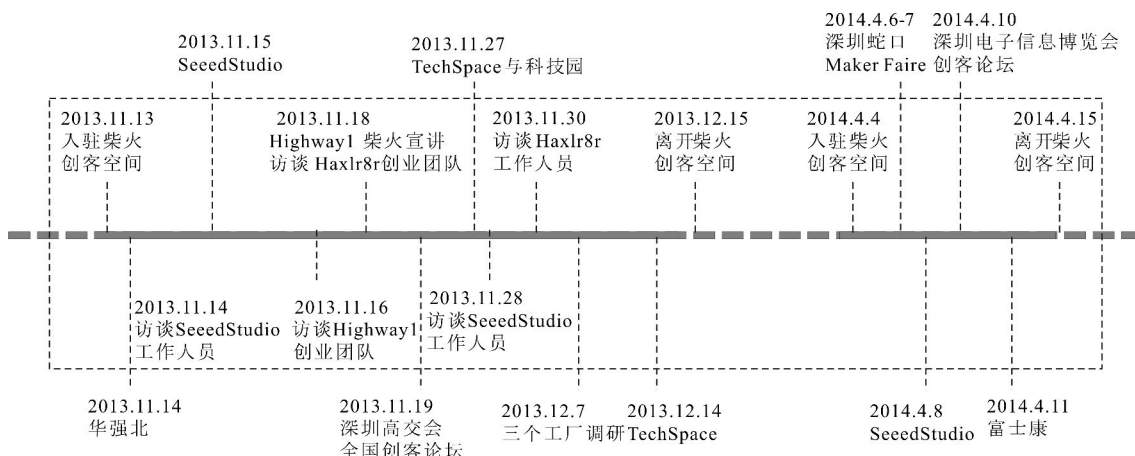 2013.11.15
SeeedStudio
2013.11.27
TechSpace与科技园
2014.4.6-7
深圳蛇口
Maker Faire
2014.4.10
深圳电子信息博览会
创客论坛
2013.11.13
入驻柴火
创客空间
2013.11.18
Highway1 柴火宣讲
访谈 Haxlr8r创业团队
2013.11.30
访谈Haxlr8r
工作人员
2013.12.15
离开柴火
创客空间
2014.4.4
入驻柴火
创客空间
2014.4.15
离开柴火
创客空间
2013.11.14
访谈SeeedStudio
工作人员
2013.11.16
访谈Highway1
创业团队
2013.11.28
访谈SeeedStudio
工作人员
2013.11.14
华强北
2013.11.19
深圳高交会
全国创客论坛
2013.12.7
三个工厂调研
2013.12.14
TechSpace
2014.4.8
SeeedStudio
2014.4.11
富士康